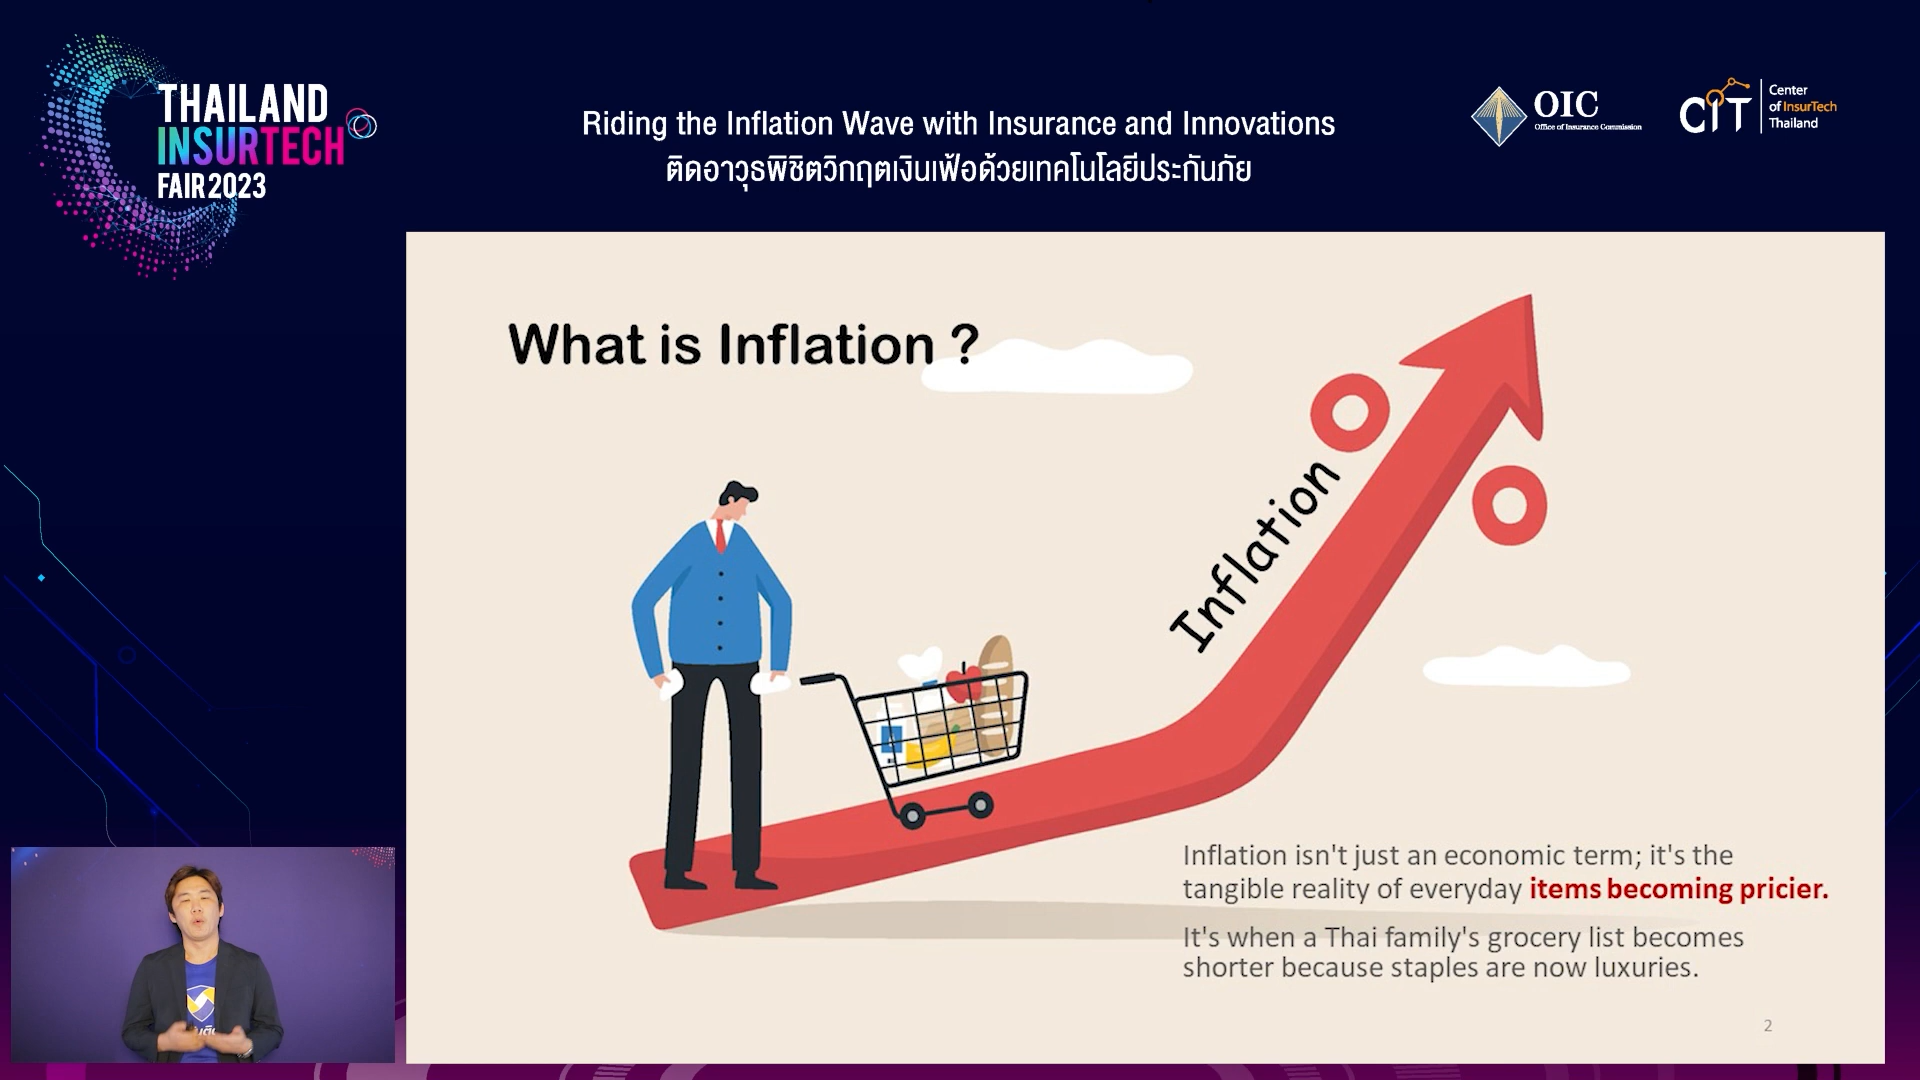 THAILAND
INSURTECH
FAIR 2023
Riding the Inflation Wave with Insurance and Innovations
ติดอาวุธพิชิตวิกฤตเงินเฟ้อด้วยเทคโนโลยีประกันภัย
OIC
Office of Insurance Commission
CIT
Center
of InsurTech
Thailand
What is Inflation ?
Inflation
Inflation isn't just an economic term; it's the
tangible reality of everyday items becoming pricier.
It's when a Thai family's grocery list becomes
shorter because staples are now luxuries.
2